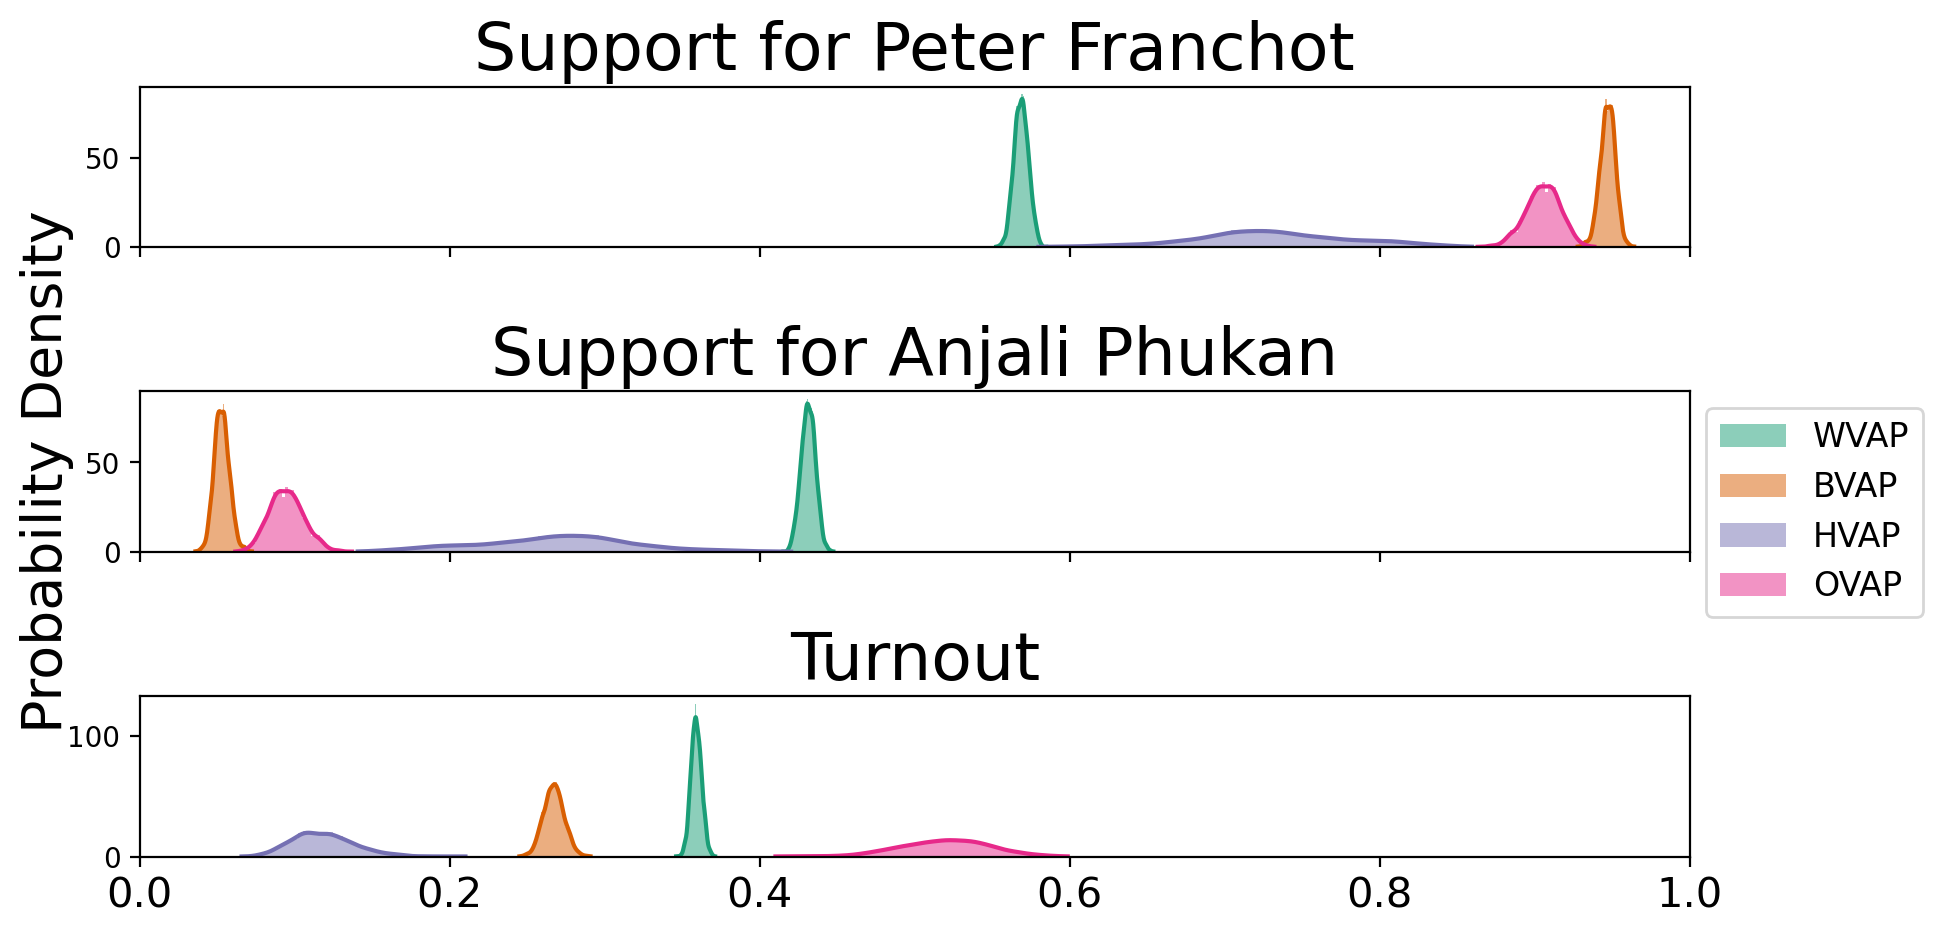 Support for Peter Franchot
50
0
Support for Anjali Phukan
50
0
Turnout
100
0
0.0 0.2 0.4 0.6 0.8 1.0
Probability Density
WVAP
BVAP
HVAP
OVAP